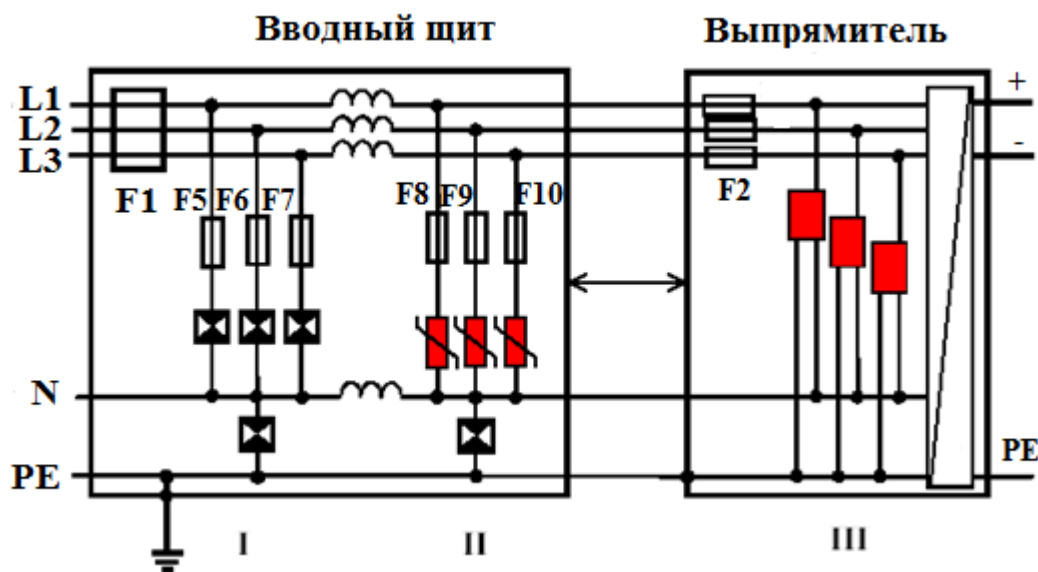 Вводный щит
Выпрямитель
L1
L2
L3
+
-
F1
F5
F6
F7
F8
F9
F10
F2
N
PE
PE
I
II
III